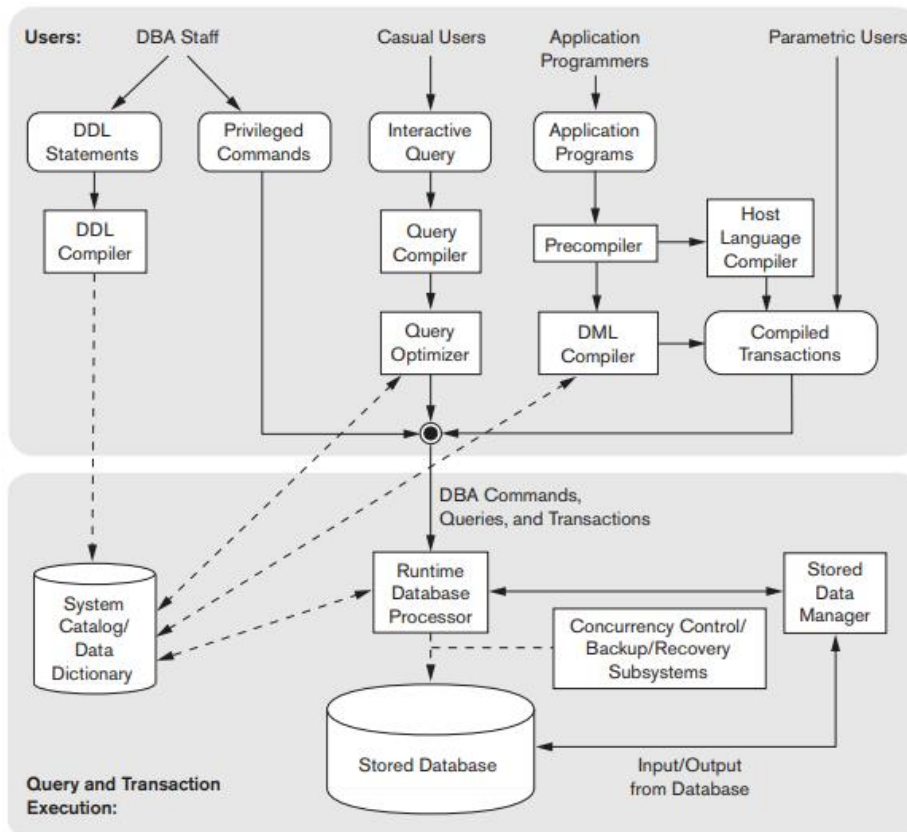 Users:
DBA Staff
Casual Users
Application
Programmers
Parametric Users
DDL
Statements
Privileged
Commands
Interactive
Query
Application
Programs
DDL
Compiler
Query
Compiler
Precompiler
Host
Language
Compiler
Query
Optimizer
DML
Compiler
Compiled
Transactions
DBA Commands,
Queries, and Transactions
System
Catalog/
Data
Dictionary
Runtime
Database
Processor
Stored
Data
Manager
Concurrency Control/
Backup/Recovery
Subsystems
Stored Database
Input/Output
from Database
Query and Transaction
Execution: